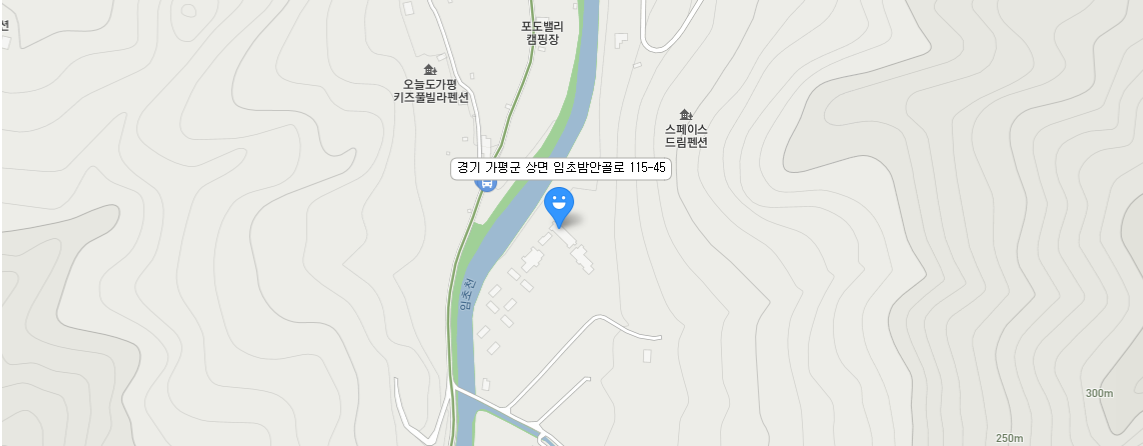 션
포도밸리
캠핑장
오늘도가평
키즈풀빌라펜션
스페이스
드림펜션
경기 가평군 상면 임초밤안골로 115-45
임초천
300m
250m